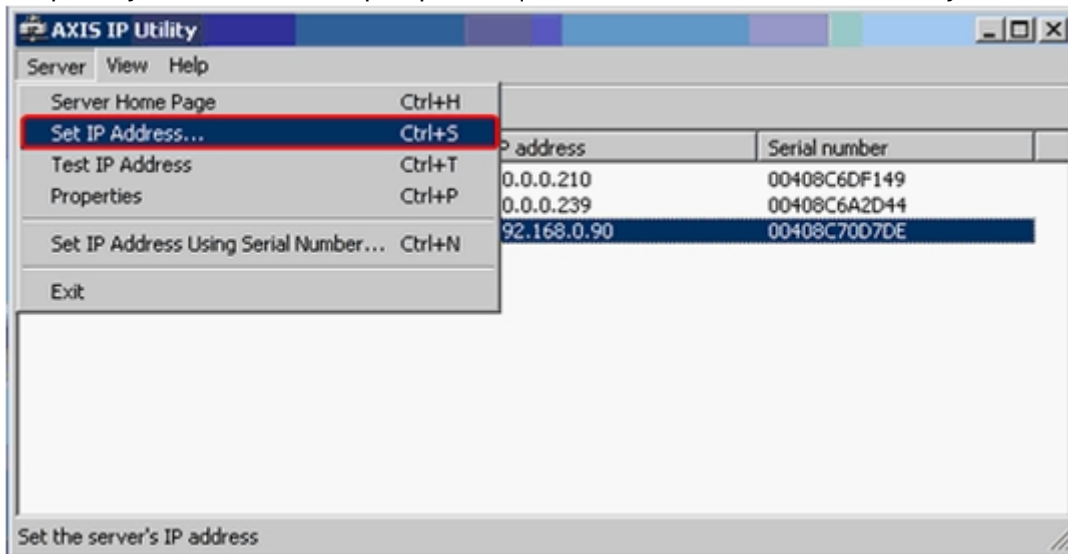 AXIS IP Utility
Server View Help
Server Home Page Ctrl+H
Set IP Address... Ctrl+S
Test IP Address Ctrl+T
Properties Ctrl+P
Set IP Address Using Serial Number... Ctrl+N
Exit
P address Serial number
0.0.0.210 00408C6DF149
0.0.0.239 00408C6A2D44
92.168.0.90 00408C70D7DE
Set the server's IP address